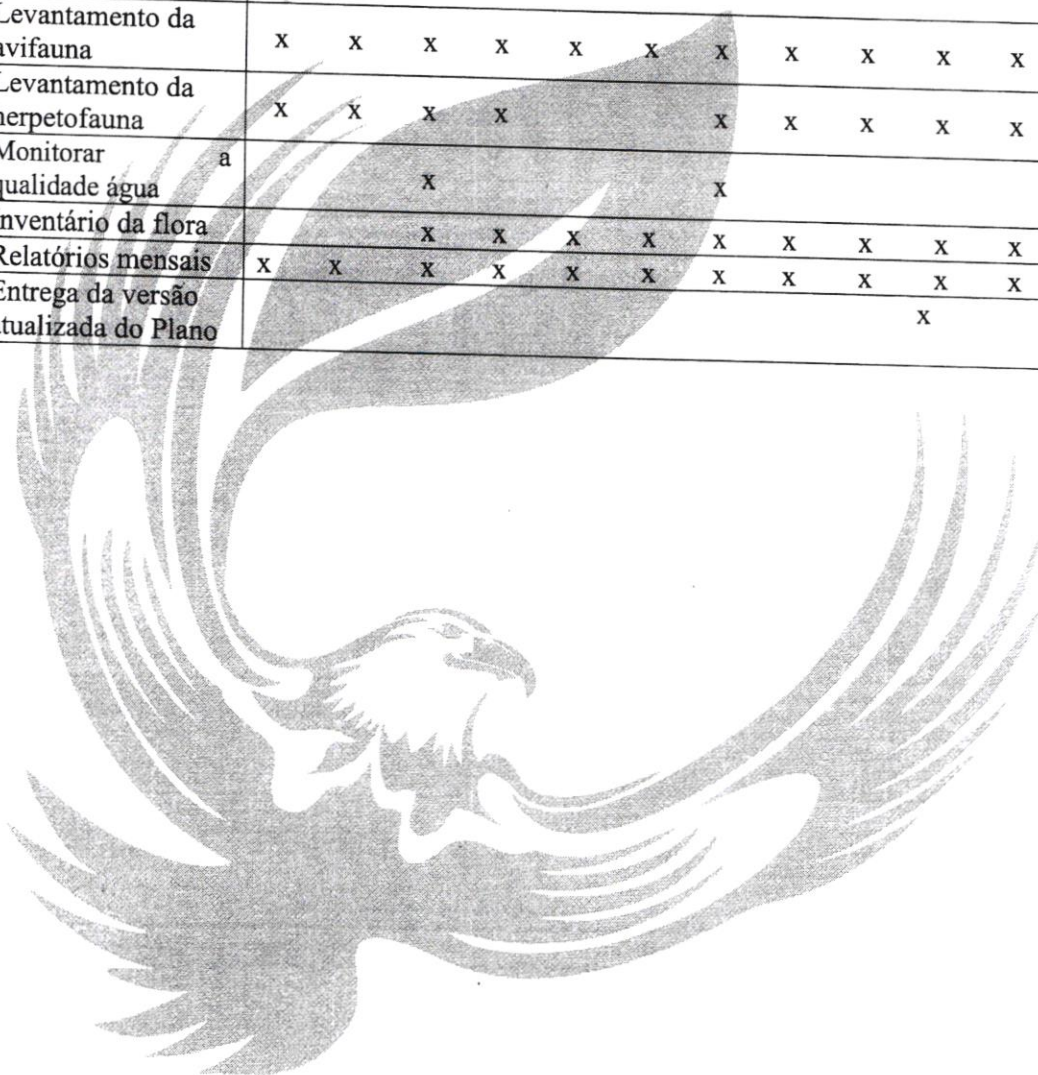 Levantamento da
avifauna x x x x x x x x x x x
Levantamento da
herpetofauna x x x x x x x x x
Monitorar a
qualidade água x x
Inventário da flora x x x x x x x x x
Relatórios mensais x x x x x x x x x x x
Entrega da versão
atualizada do Plano x